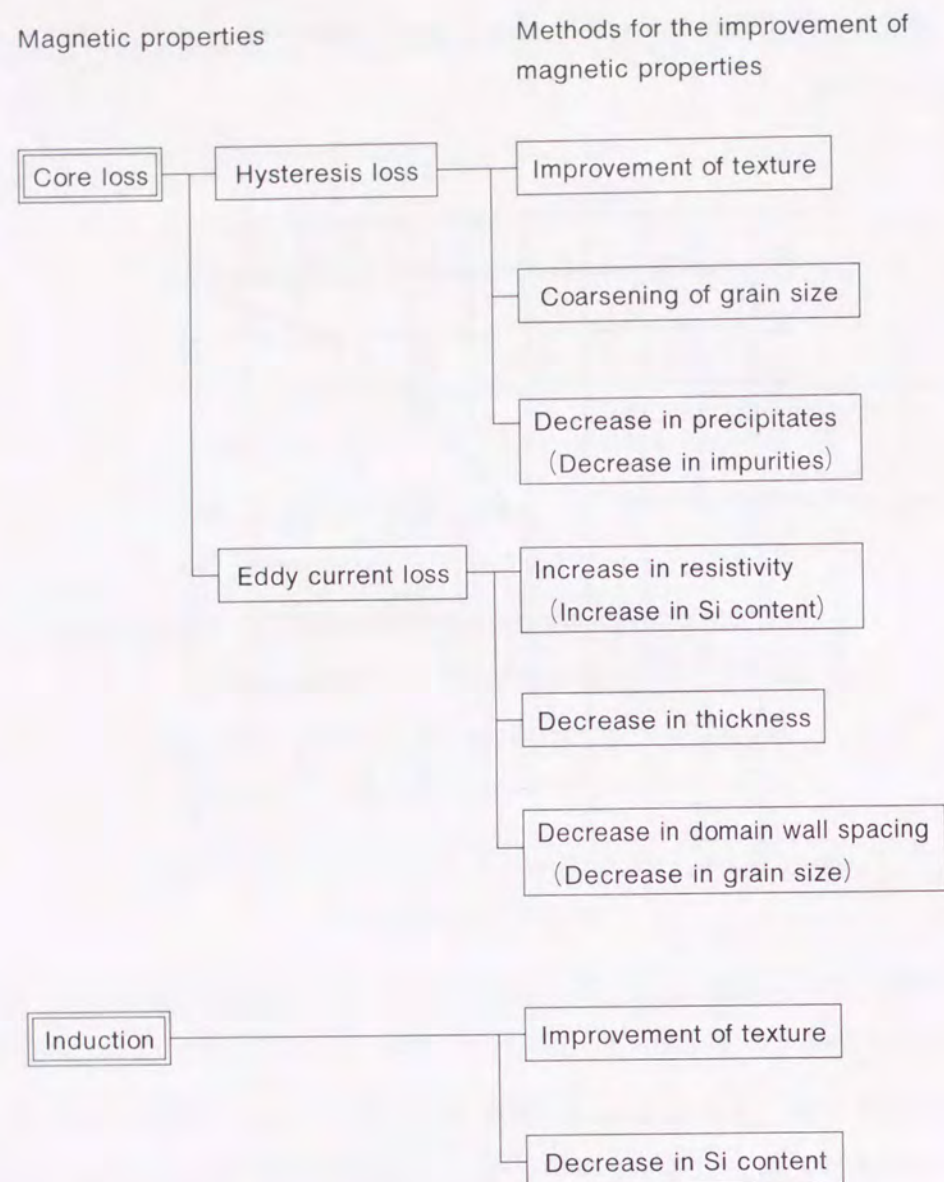 Magnetic properties
Methods for the improvement of
magnetic properties
Core loss
Hysteresis loss
Improvement of texture
Coarsening of grain size
Decrease in precipitates
(Decrease in impurities)
Eddy current loss
Increase in resistivity
(Increase in Si content)
Decrease in thickness
Decrease in domain wall spacing
(Decrease in grain size)
Induction
Improvement of texture
Decrease in Si content